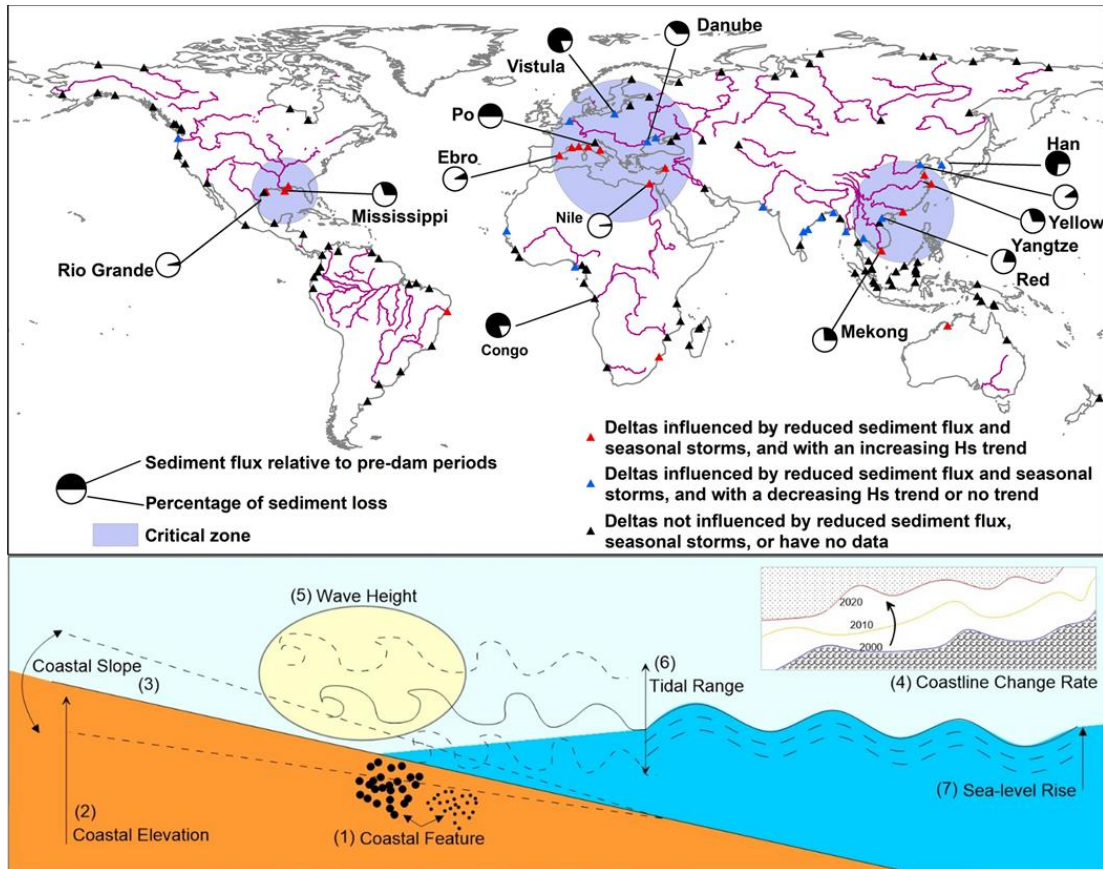 Danube
Vistula
Po
Ebro
Nile
Mississippi
Rio Grande
Congo
Han
Yellow
Yangtze
Red
Mekong
Sediment flux relative to pre-dam periods
Percentage of sediment loss
Critical zone
Deltas influenced by reduced sediment flux and
seasonal storms, and with an increasing Hs trend
Deltas influenced by reduced sediment flux and seasonal
storms, and with a decreasing Hs trend or no trend
Deltas not influenced by reduced sediment flux,
seasonal storms, or have no data
(5) Wave Height
Coastal Slope
(3)
(6)
Tidal Range
2020
2010
2000
(4) Coastline Change Rate
(2)
Coastal Elevation
(1) Coastal Feature
(7) Sea-level Rise